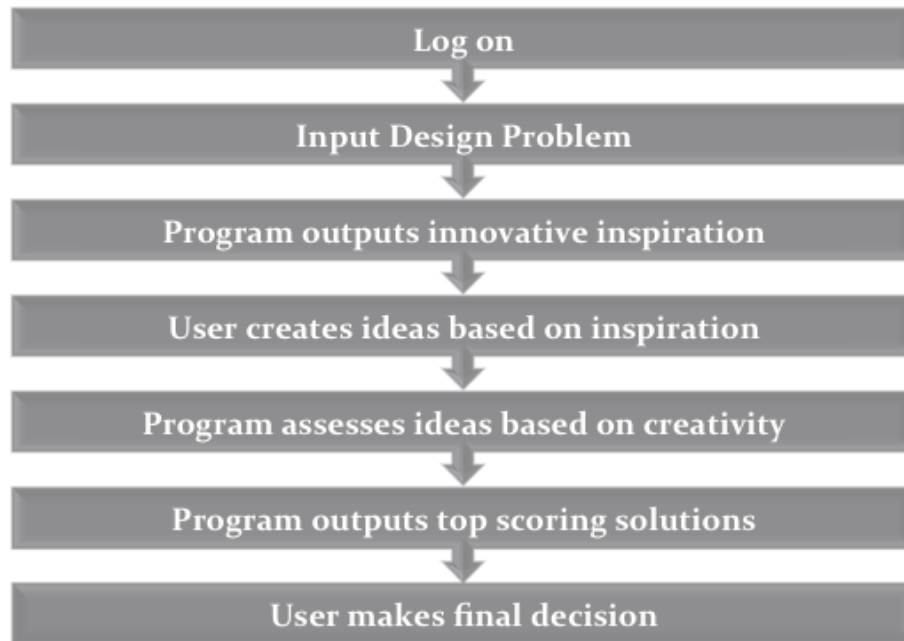 Log on
Input Design Problem
Program outputs innovative inspiration
User creates ideas based on inspiration
Program assesses ideas based on creativity
Program outputs top scoring solutions
User makes final decision